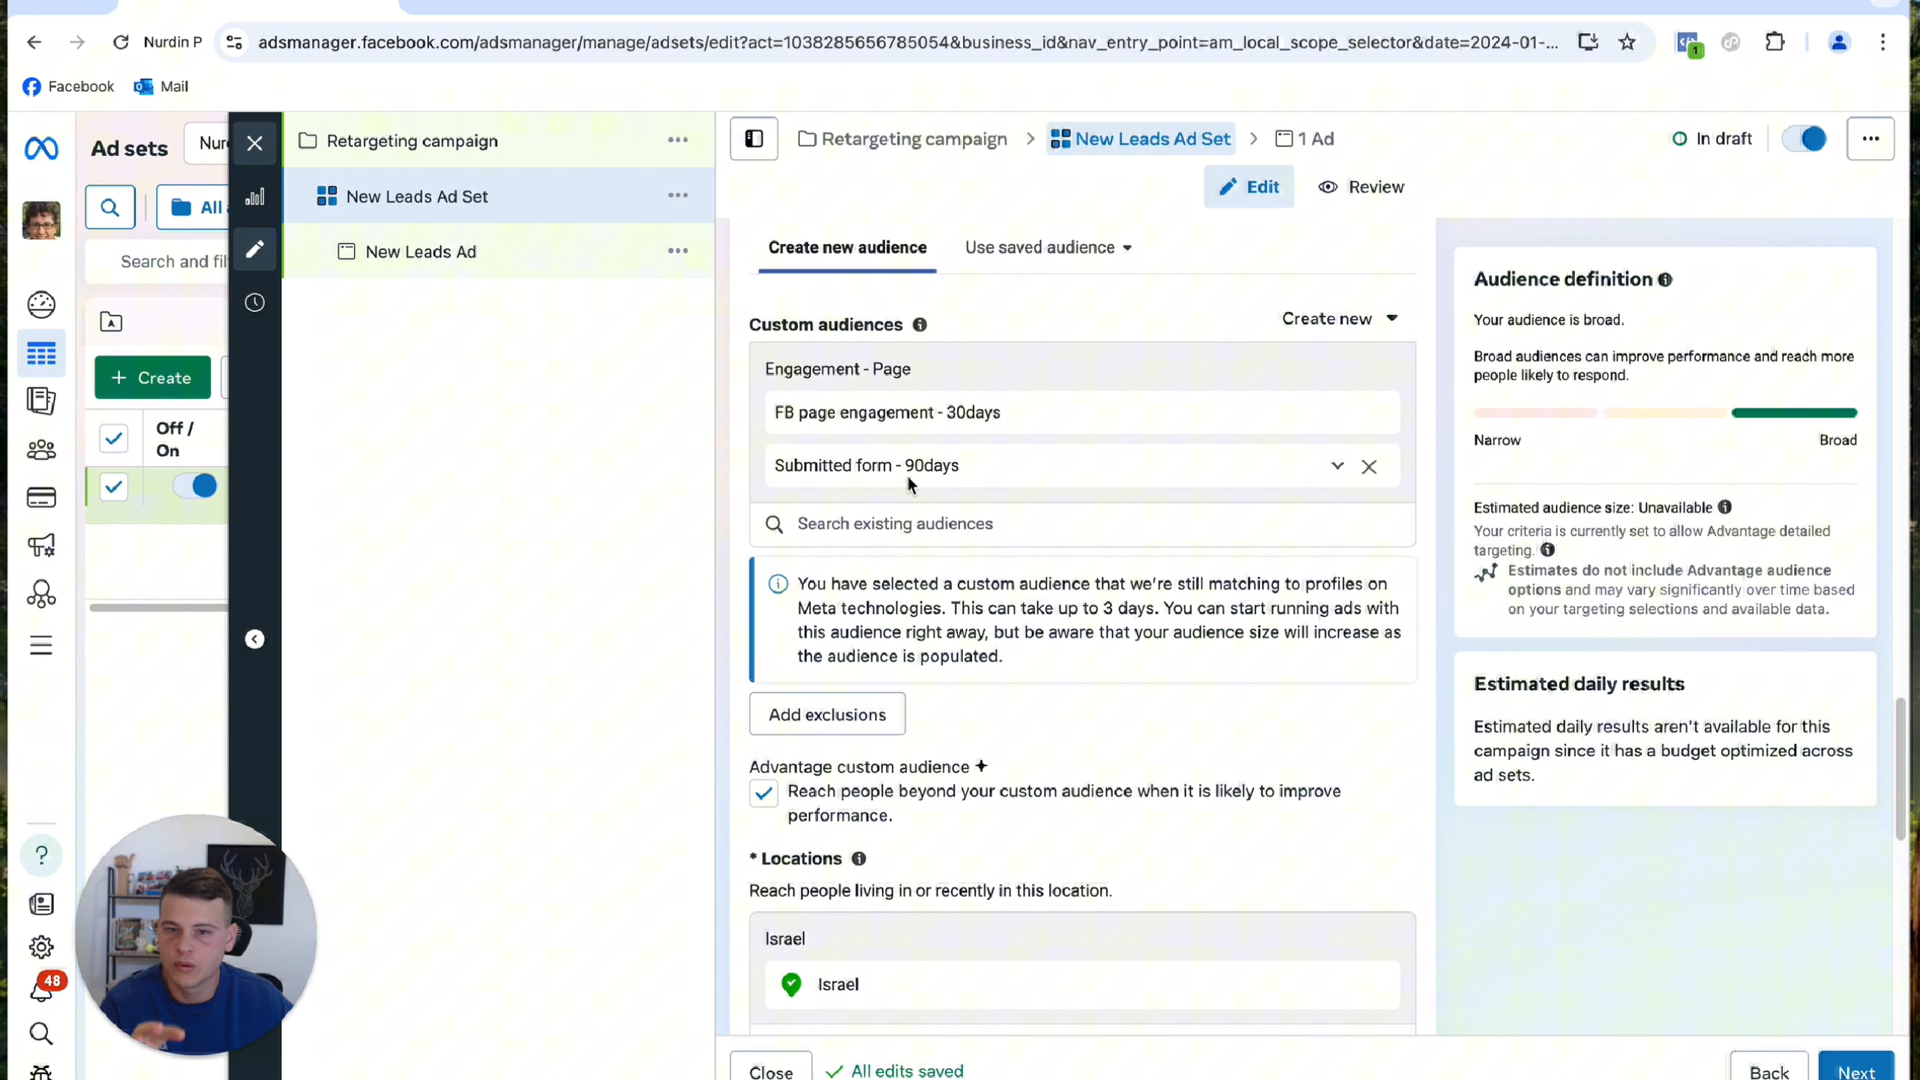 Nurdin P
adsmanager.facebook.com/adsmanager/manage/adsets/edit?act=1038285656785054&business_id&nav_entry_point=am_local_scope_selector&date=2024-01-...
1
Facebook
Mail
Ad sets
Nur
All
Search and fil
Create
Off /
On
48
Retargeting campaign
New Leads Ad Set
New Leads Ad
Retargeting campaign
New Leads Ad Set
1 Ad
In draft
Edit
Review
Create new audience
Use saved audience
Custom audiences
Create new
Engagement - Page
FB page engagement - 30days
Submitted form - 90days
Search existing audiences
You have selected a custom audience that we're still matching to profiles on
Meta technologies. This can take up to 3 days. You can start running ads with
this audience right away, but be aware that your audience size will increase as
the audience is populated.
Add exclusions
Advantage custom audience
Reach people beyond your custom audience when it is likely to improve
performance.
* Locations
Reach people living in or recently in this location.
Israel
Israel
Close
All edits saved
Back
Next
Audience definition
Your audience is broad.
Broad audiences can improve performance and reach more
people likely to respond.
Narrow
Broad
Estimated audience size: Unavailable
Your criteria is currently set to allow Advantage detailed
targeting.
Estimates do not include Advantage audience
options and may vary significantly over time based
on your targeting selections and available data.
Estimated daily results
Estimated daily results aren't available for this
campaign since it has a budget optimized across
ad sets.